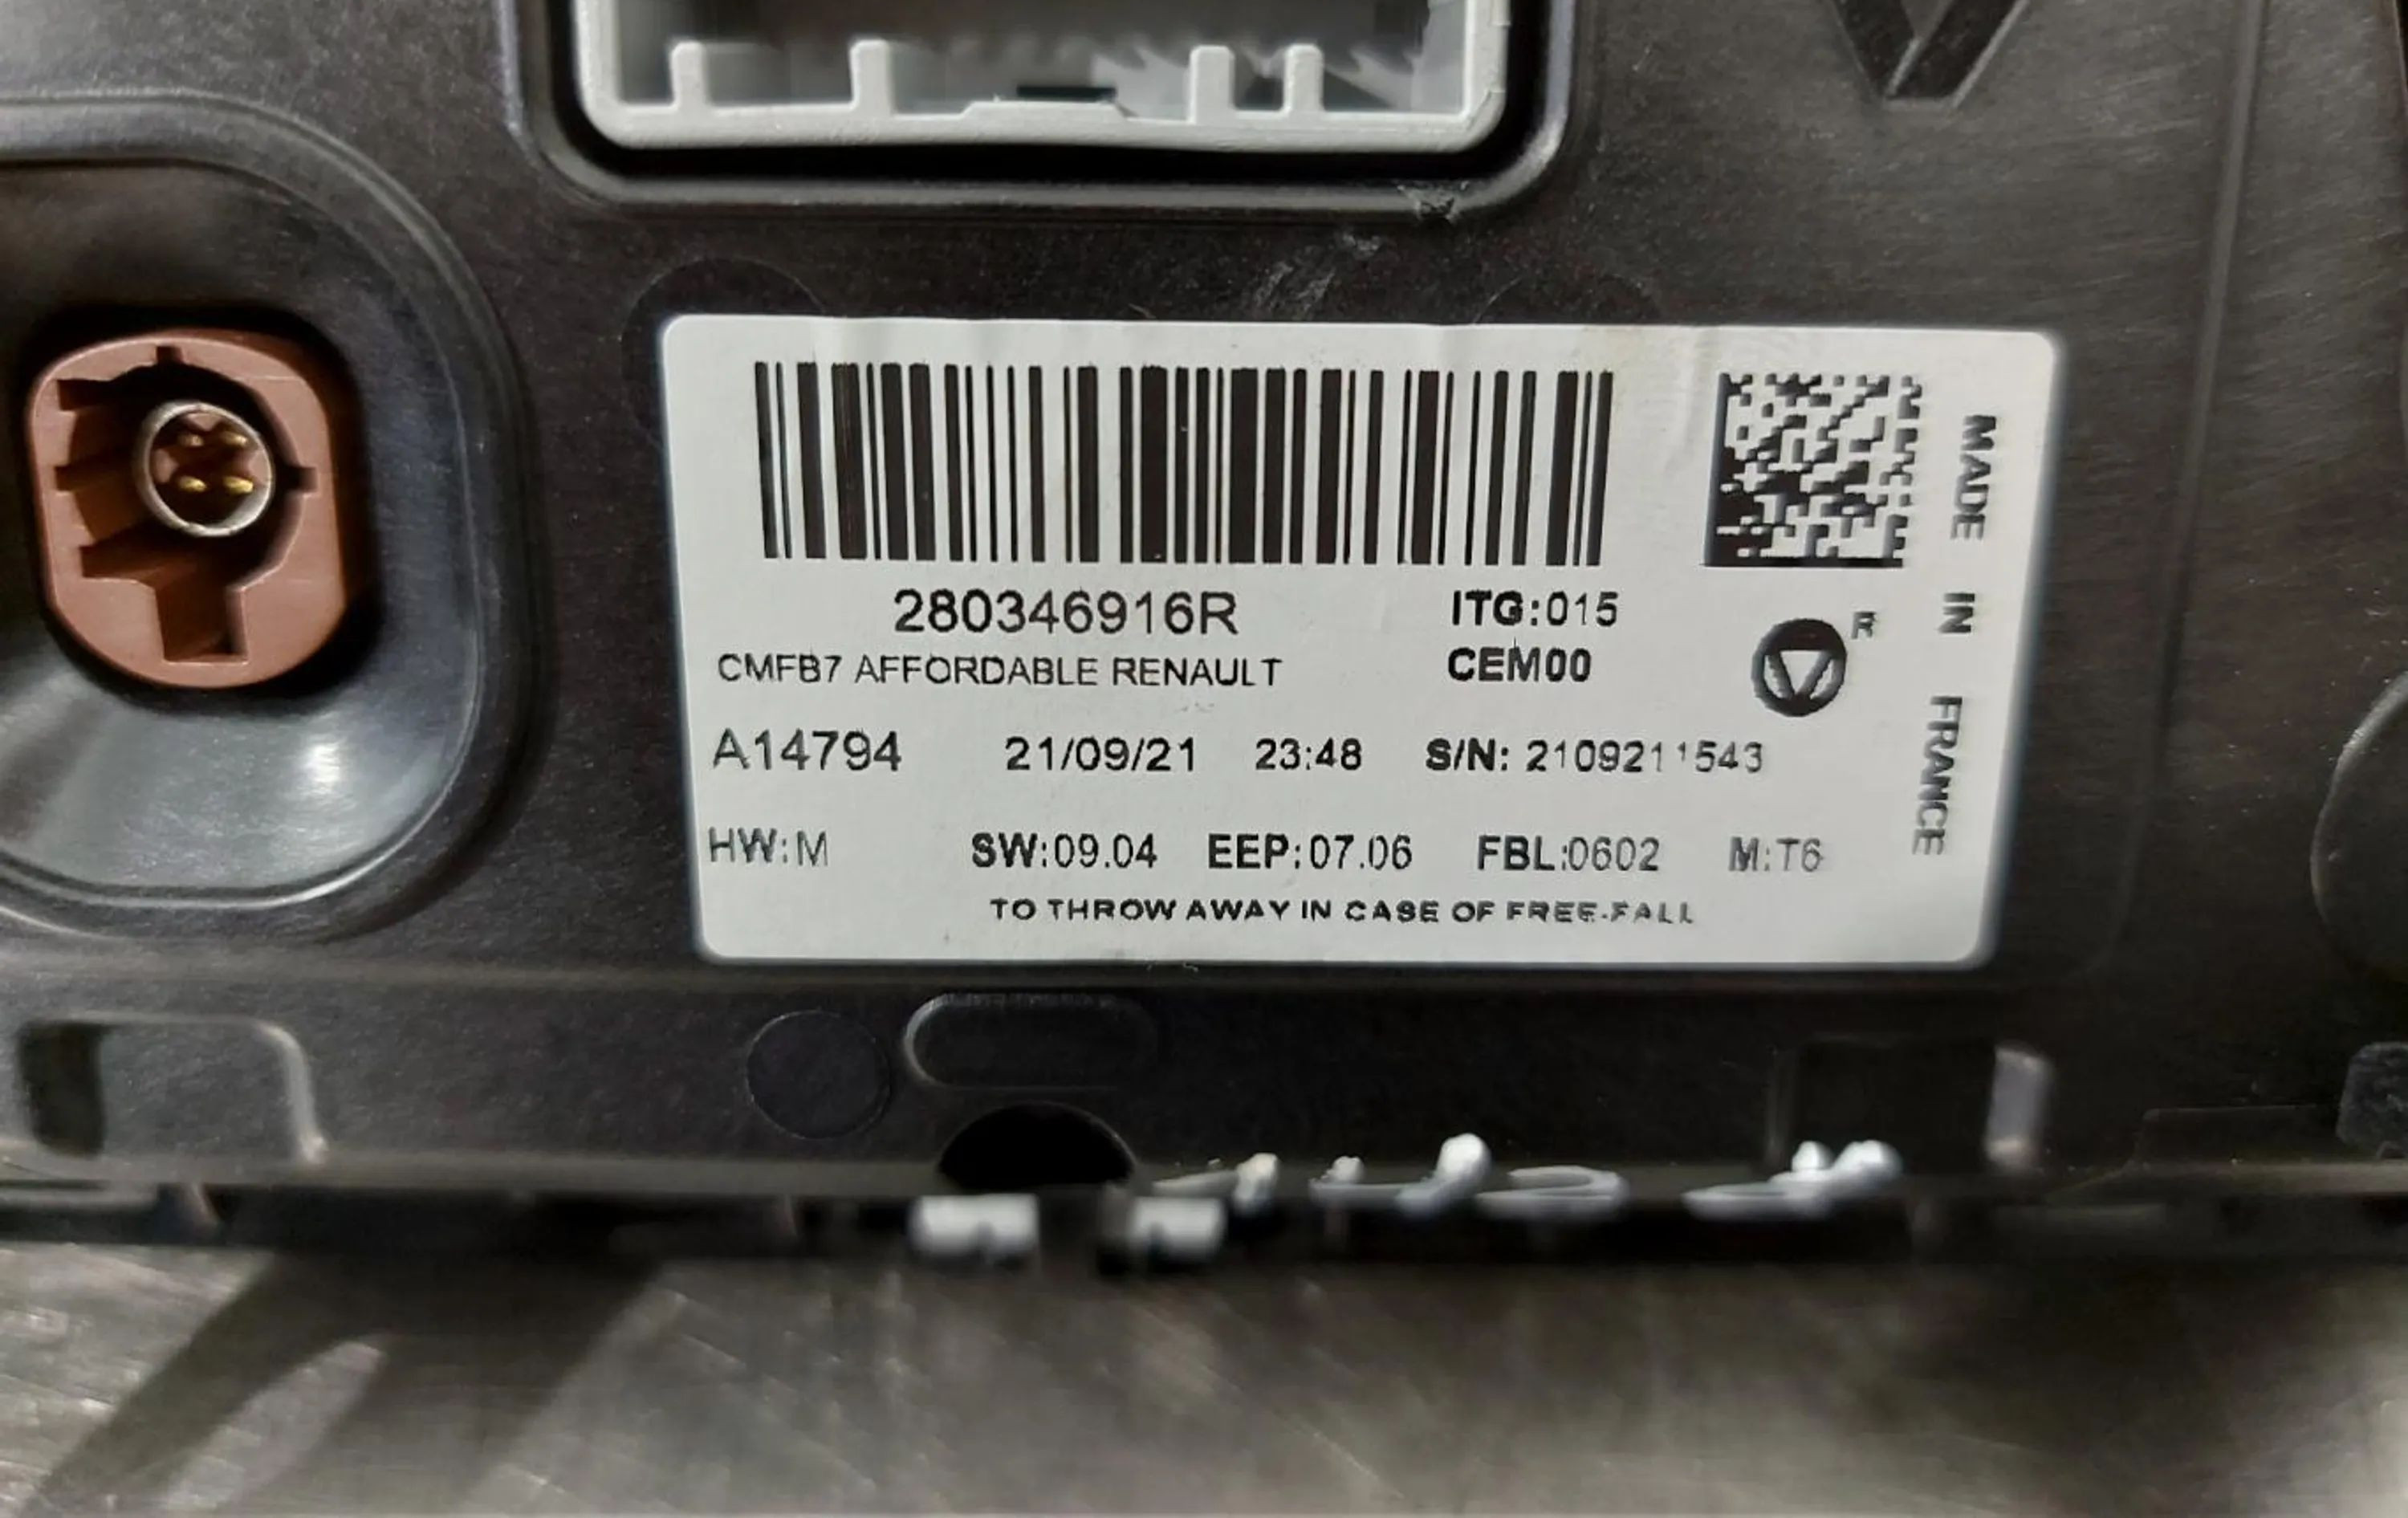 280346916R ITG:015
CMFB7 AFFORDABLE RENAULT CEM00
R
A14794 21/09/21 23:48 S/N: 2109211543
HW:M SW:09.04 EEP:07.06 FBL:0602 M:T6
TO THROW AWAY IN CASE OF FREE-FALL
MADE IN FRANCE